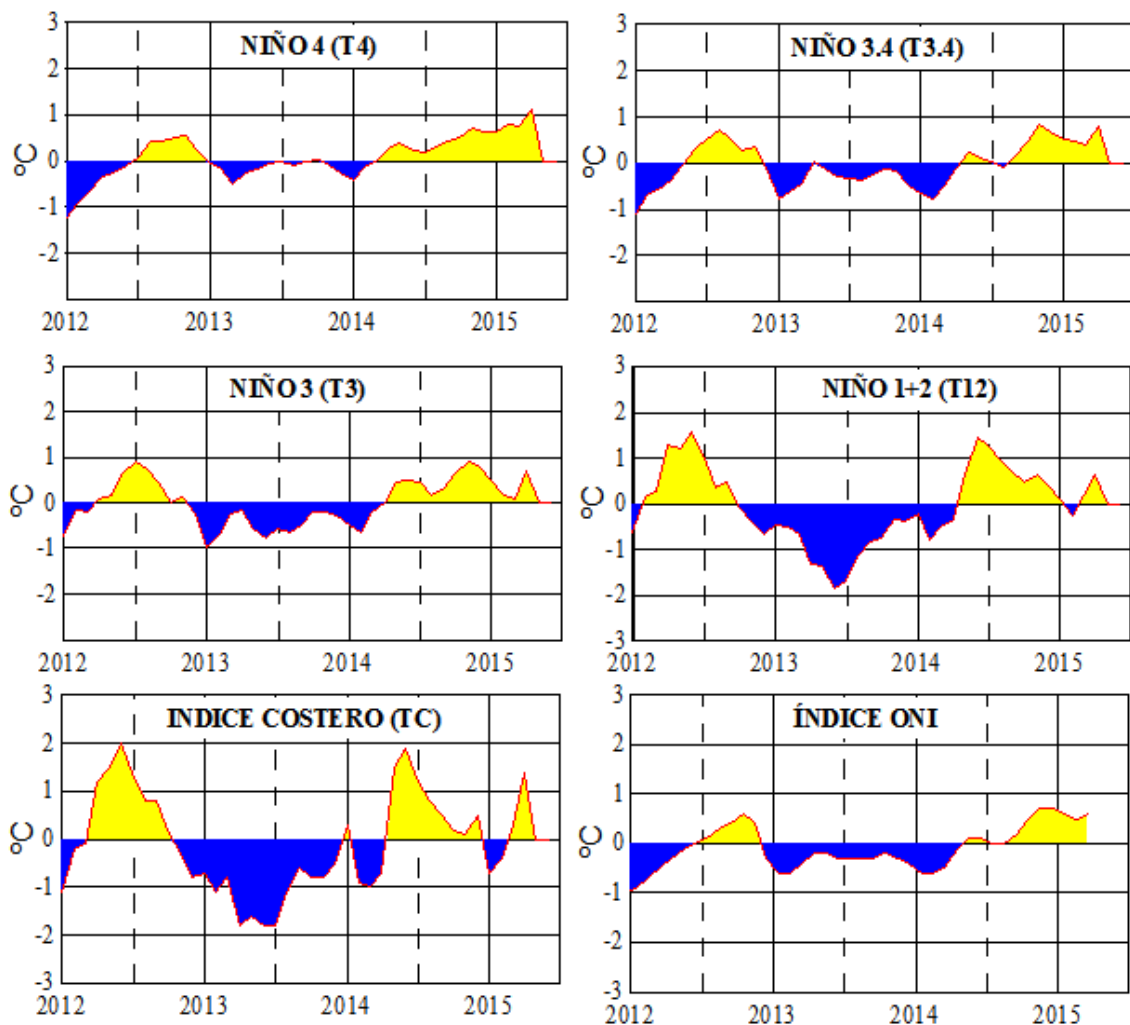 NIÑO 4 (T4)
3
2
1
0
-1
-2
°C
2012 2013 2014 2015
NIÑO 3.4 (T3.4)
3
2
1
0
-1
-2
°C
2012 2013 2014 2015
NIÑO 3 (T3)
3
2
1
0
-1
-2
°C
2012 2013 2014 2015
NIÑO 1+2 (T12)
3
2
1
0
-1
-2
-3
°C
2012 2013 2014 2015
INDICE COSTERO (TC)
3
2
1
0
-1
-2
-3
°C
2012 2013 2014 2015
ÍNDICE ONI
3
2
1
0
-1
-2
-3
°C
2012 2013 2014 2015